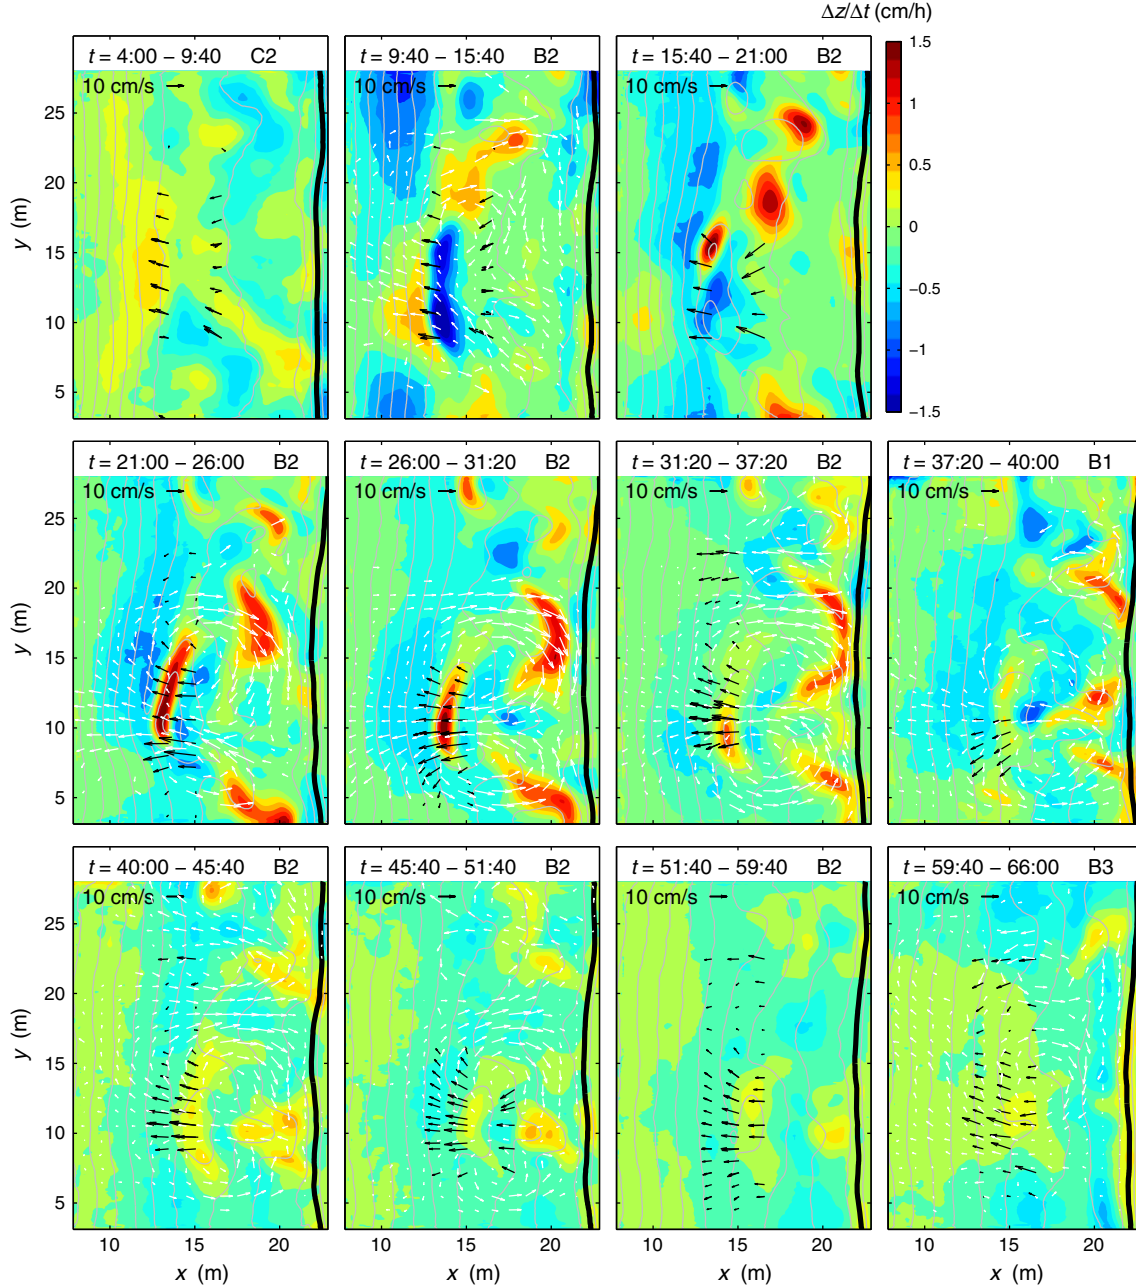 Δz/Δt (cm/h)
t = 4:00 – 9:40 C2
t = 9:40 – 15:40 B2
t = 15:40 – 21:00 B2
10 cm/s
10 cm/s
10 cm/s
25
20
15
10
5
y (m)
1.5
1
0.5
0
−0.5
−1
−1.5
t = 21:00 – 26:00 B2
t = 26:00 – 31:20 B2
t = 31:20 – 37:20 B2
t = 37:20 – 40:00 B1
10 cm/s
10 cm/s
10 cm/s
10 cm/s
25
20
15
10
5
y (m)
t = 40:00 – 45:40 B2
t = 45:40 – 51:40 B2
t = 51:40 – 59:40 B2
t = 59:40 – 66:00 B3
10 cm/s
10 cm/s
10 cm/s
10 cm/s
25
20
15
10
5
y (m)
10 15 20
10 15 20
10 15 20
10 15 20
x (m)
x (m)
x (m)
x (m)